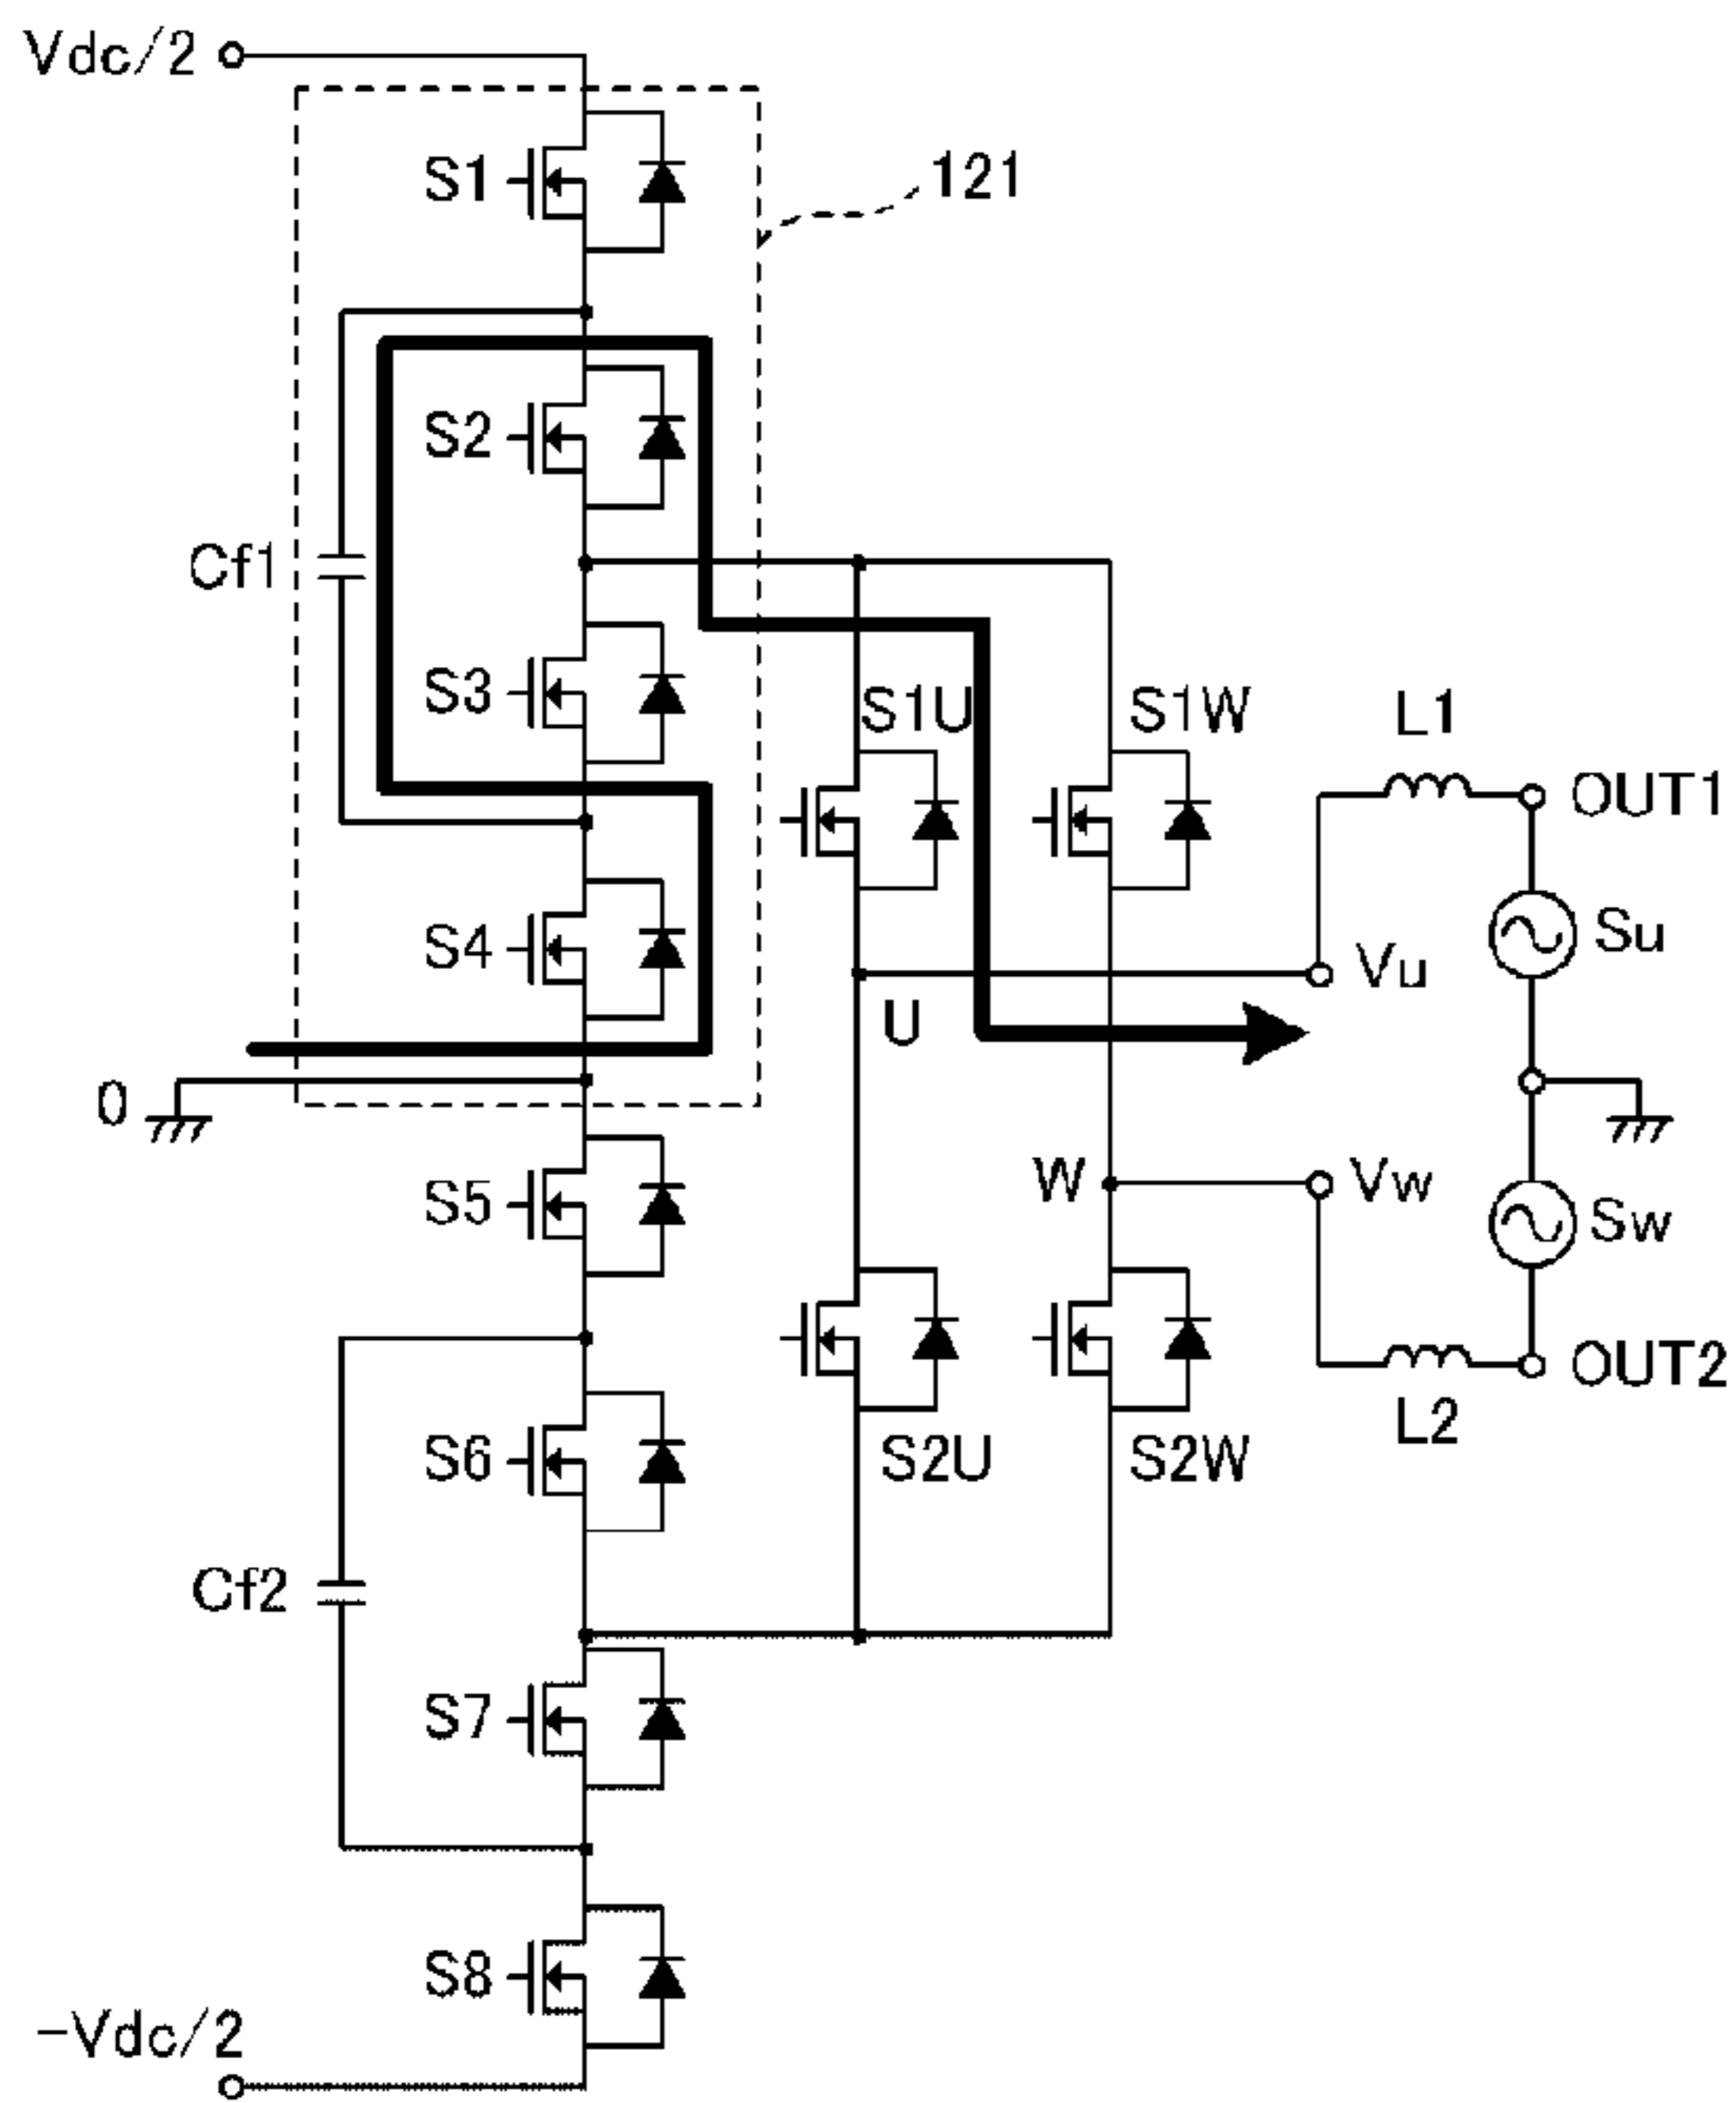 Vdc/2
S1
121
S2
Cf1
S3
S1U
S1W
L1
OUT1
S4
Su
Vu
U
0
W
Vw
S5
Sw
OUT2
L2
S6
S2U
S2W
Cf2
S7
S8
-Vdc/2